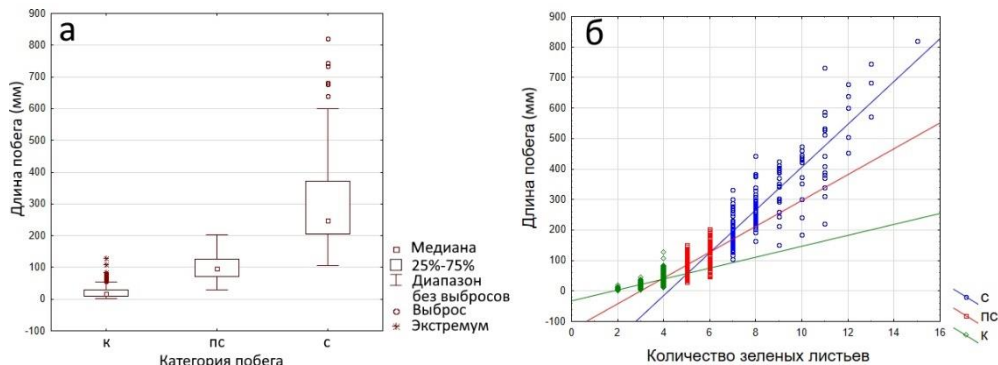 а
900
800
700
600
500
400
300
200
100
0
-100
Длина побега (мм)
к
пс
с
Категория побега
Медиана
25%-75%
Диапазон
без выбросов
Выброс
Экстремум
б
900
800
700
600
500
400
300
200
100
0
-100
Длина побега (мм)
0 2 4 6 8 10 12 14 16
Количество зеленых листьев
С
ПС
К